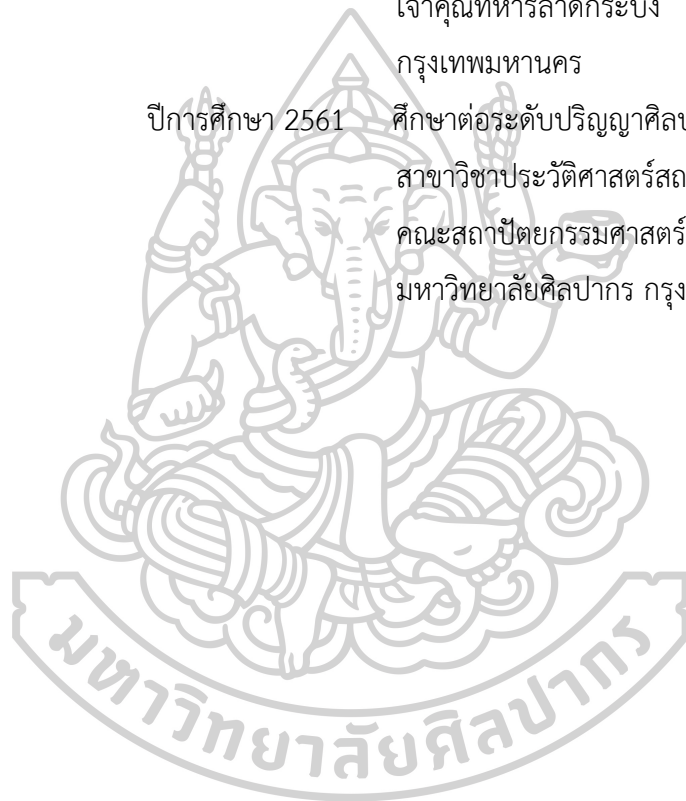 เจ้าคุณทหารลาดกระบัง
กรุงเทพมหานคร
ปีการศึกษา 2561 ศึกษาต่อระดับปริญญาศิลป
สาขาวิชาประวัติศาสตร์สถ
คณะสถาปัตยกรรมศาสตร์
มหาวิทยาลัยศิลปากร กรุง
มหาวิทยาลัยศิลปากร